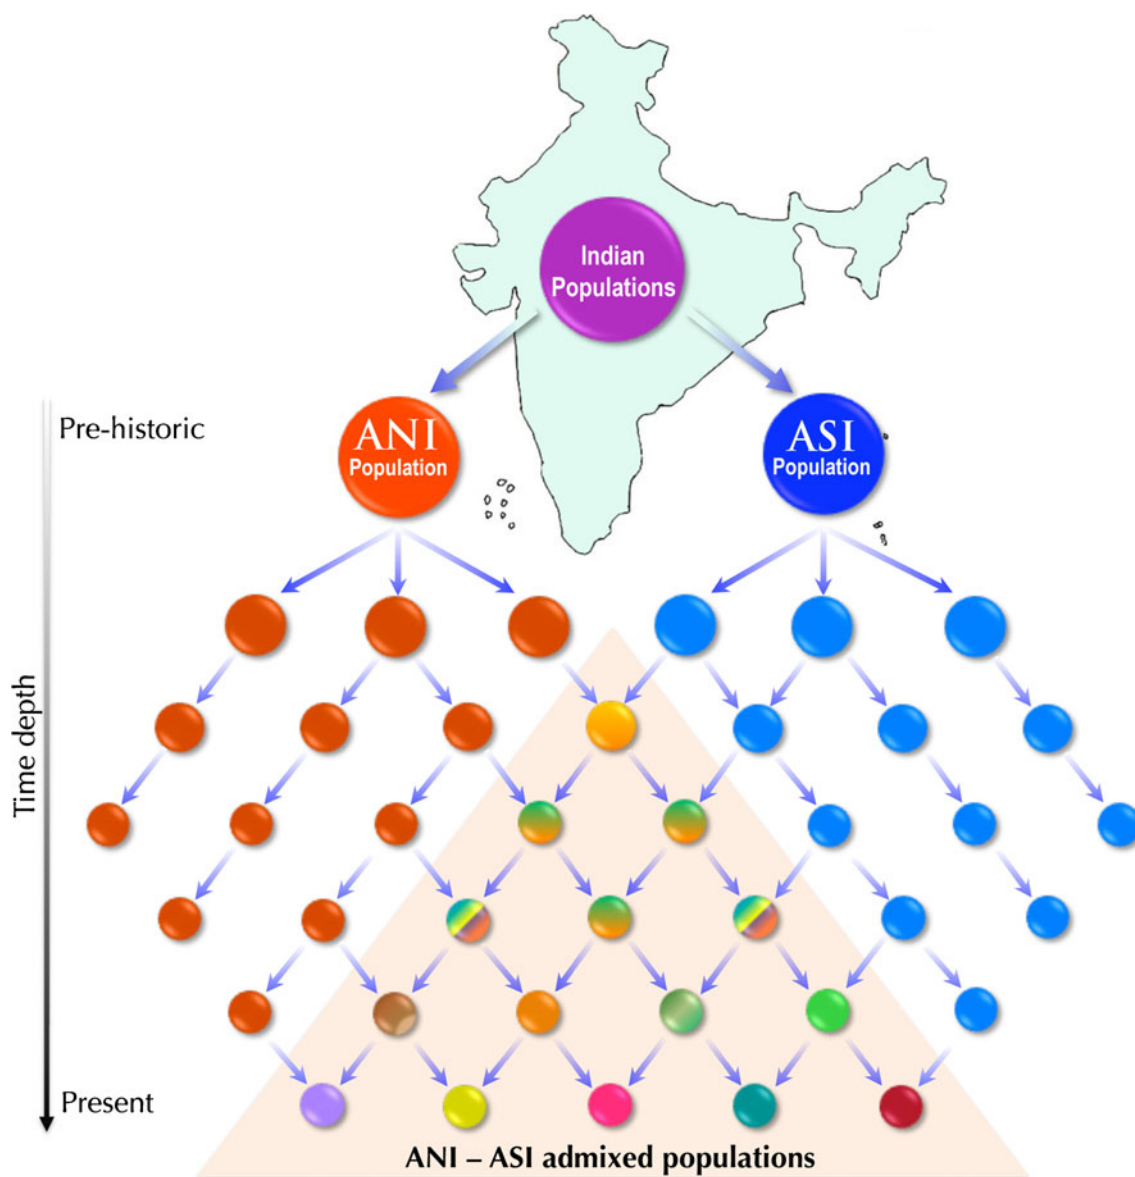 Indian
Populations
Pre-historic
ANI
Population
ASI
Population
Time depth
Present
ANI – ASI admixed populations